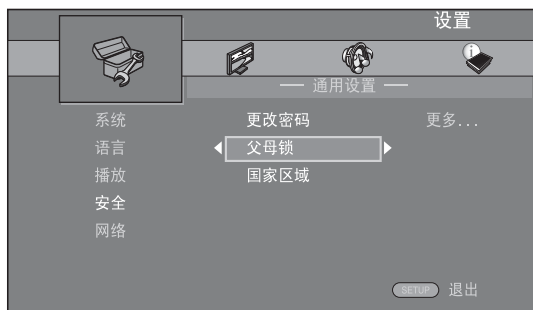 设置
— 通用设置 —
系统 更改密码 更多...
语言 父母锁
播放 国家区域
安全
网络
SETUP 退出